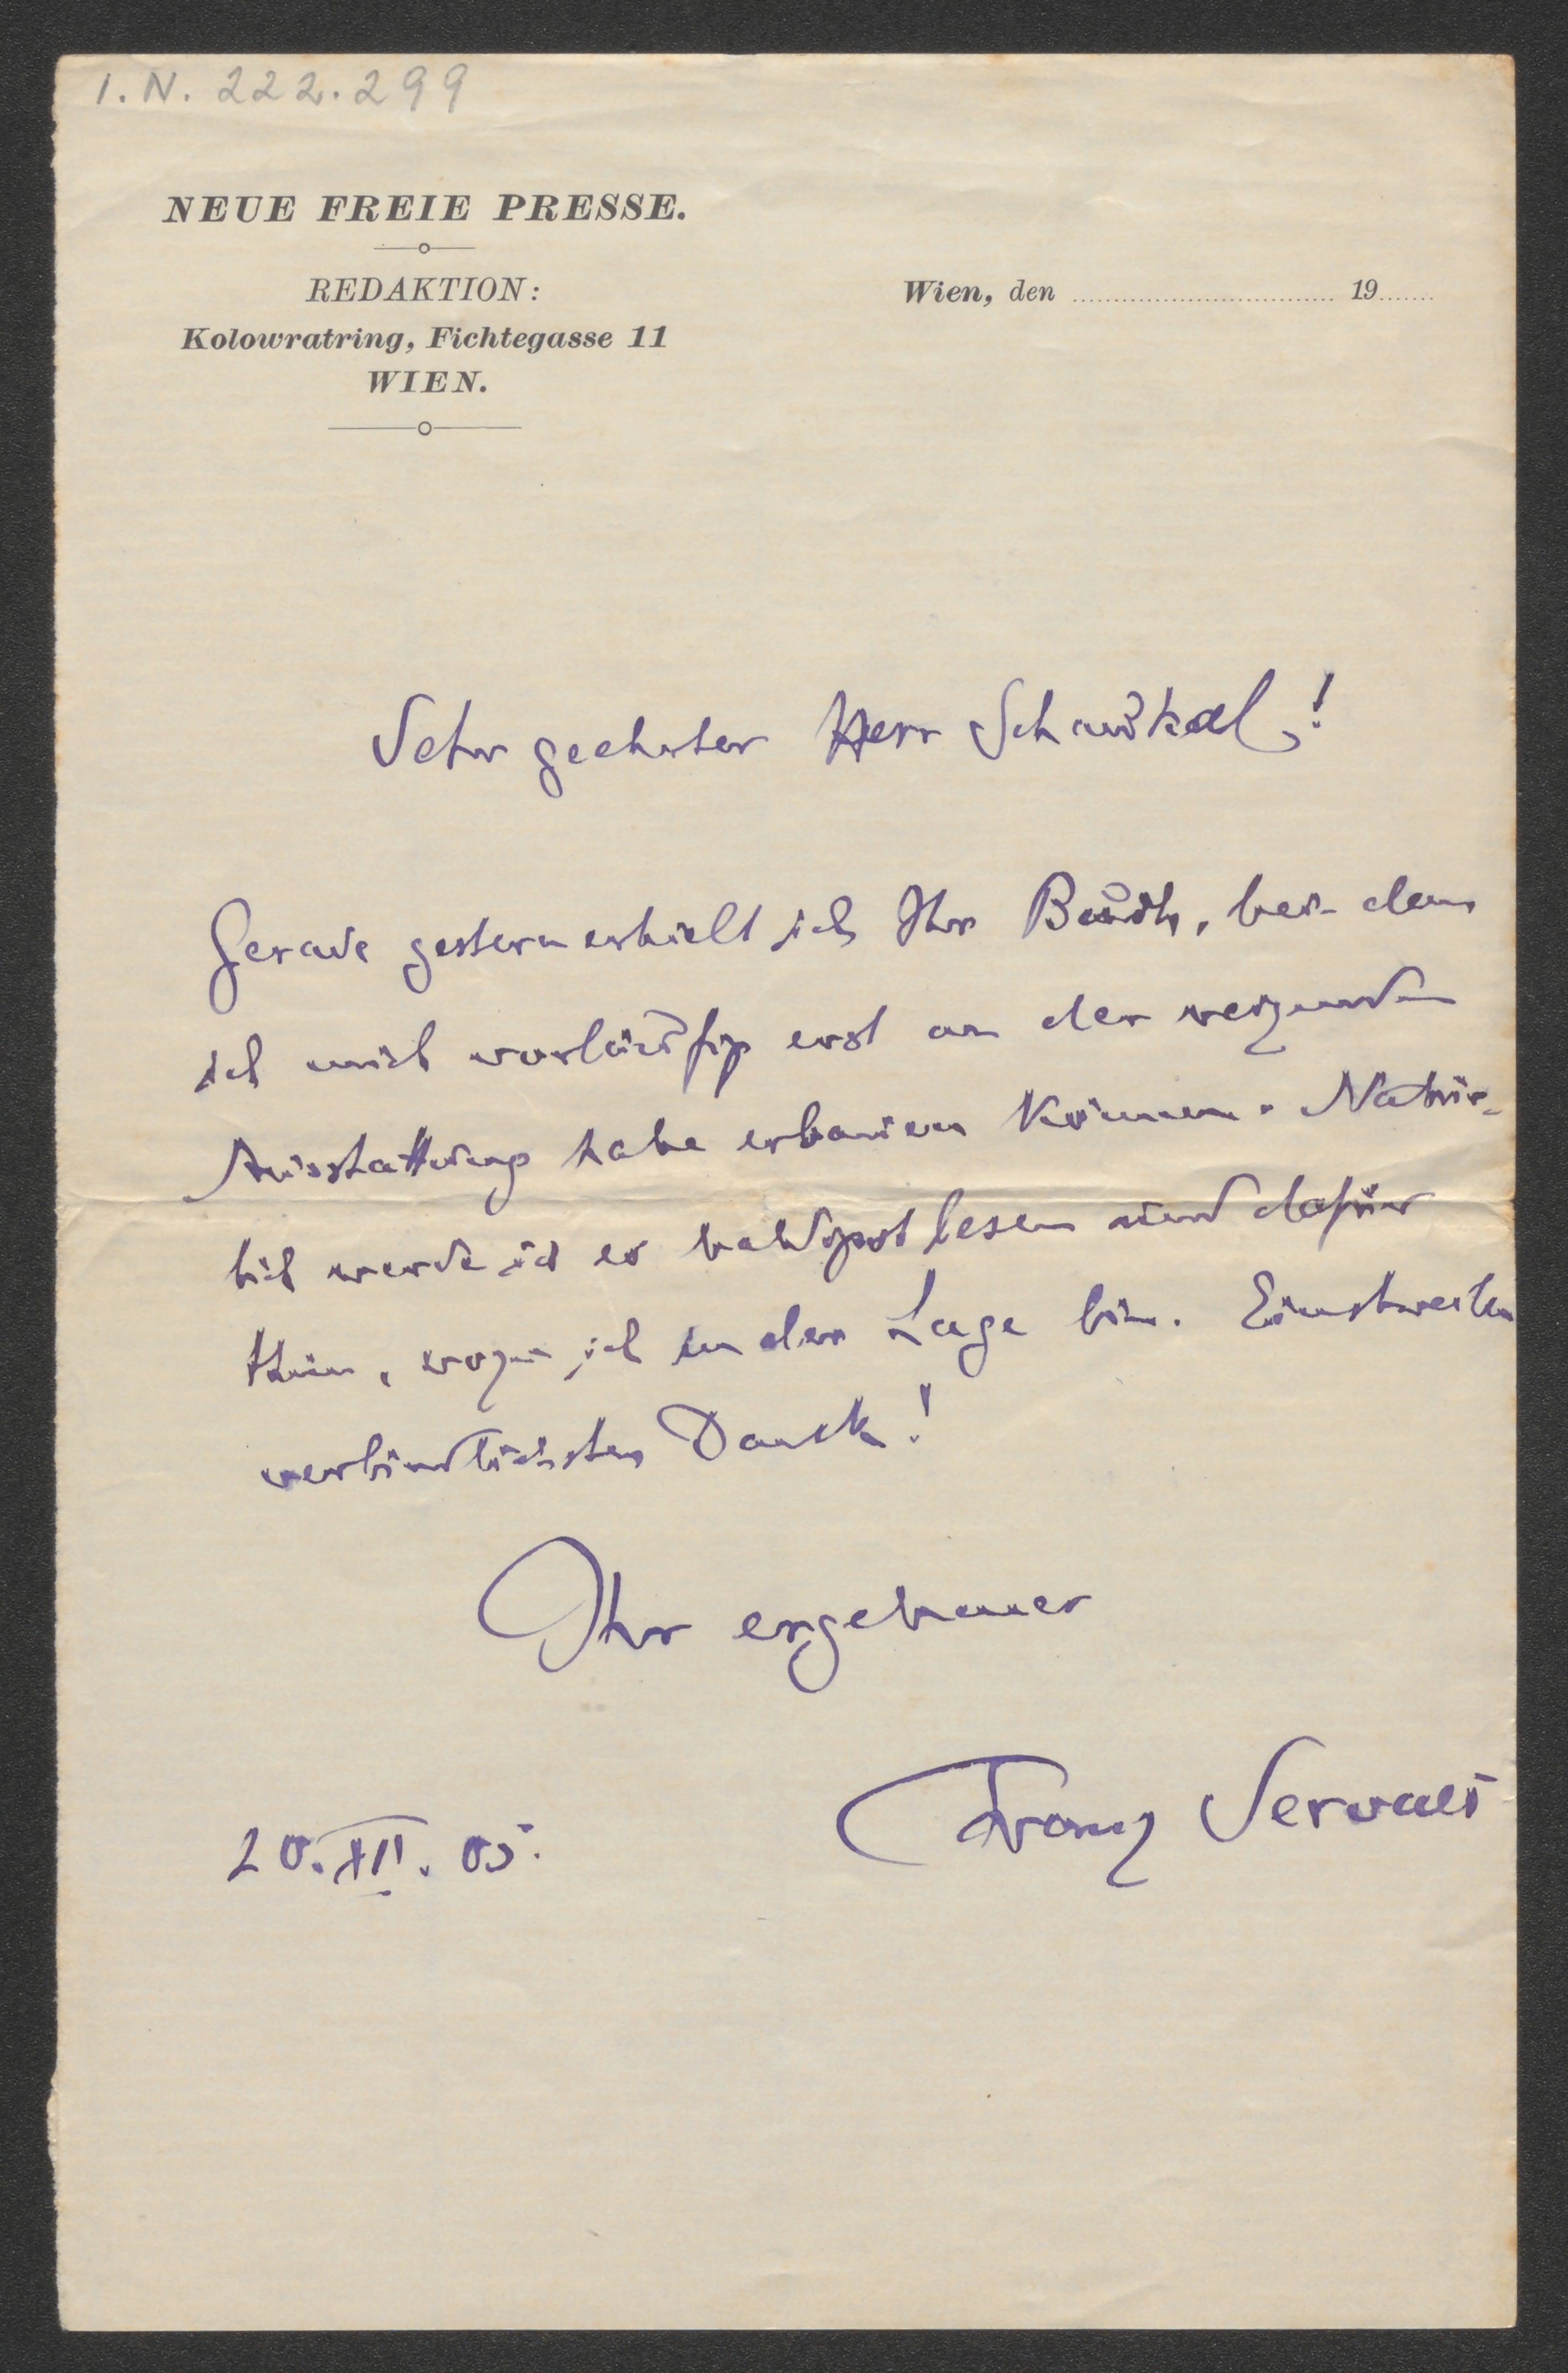 I.N. 222.299
NEUE FREIE PRESSE.
REDAKTION:
Wien, den 19
Kolowratring, Fichtegasse 11
WIEN.
Sehr geehrter Herr Schaukal!
Gerade gestern erhielt ich Ihr Buch, bei dem
ich mich vorläufig erst an der reizenden
Ausstattung habe erbauen können. Natür-
lich werde ich es baldigst lesen und dafür
thun, wozu ich in der Lage bin. Einstweilen
verbindlichsten Dank!
Ihr ergebener
Franz Servaes
20.XII.05.